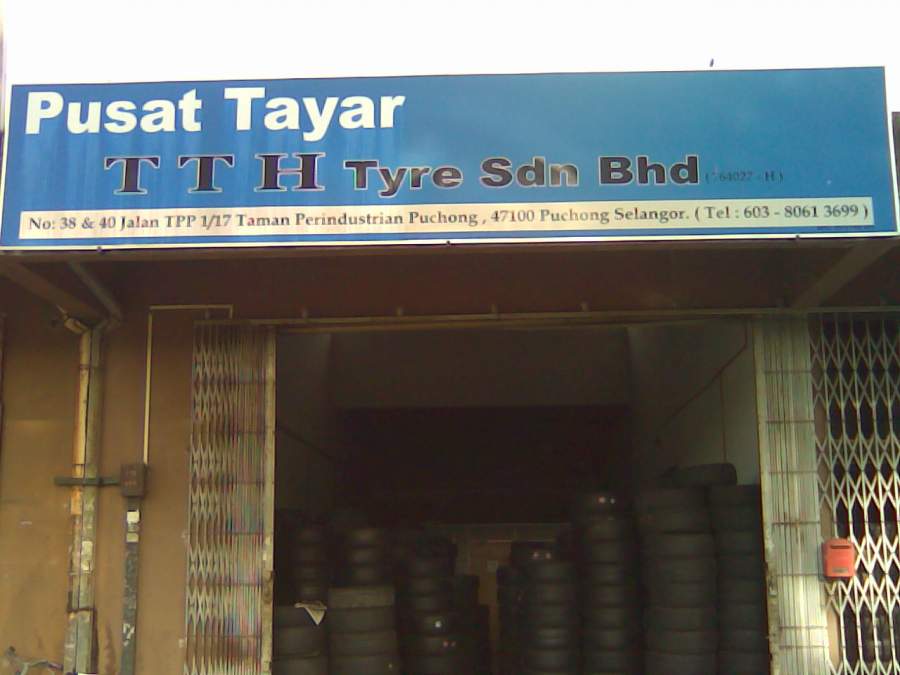 Pusat Tayar
T T H Tyre Sdn Bhd
No: 38 & 40 Jalan TPP 1/17 Taman Perindustrian Puchong , 47100 Puchong Selangor. ( Tel : 603 - 8061 3699 )